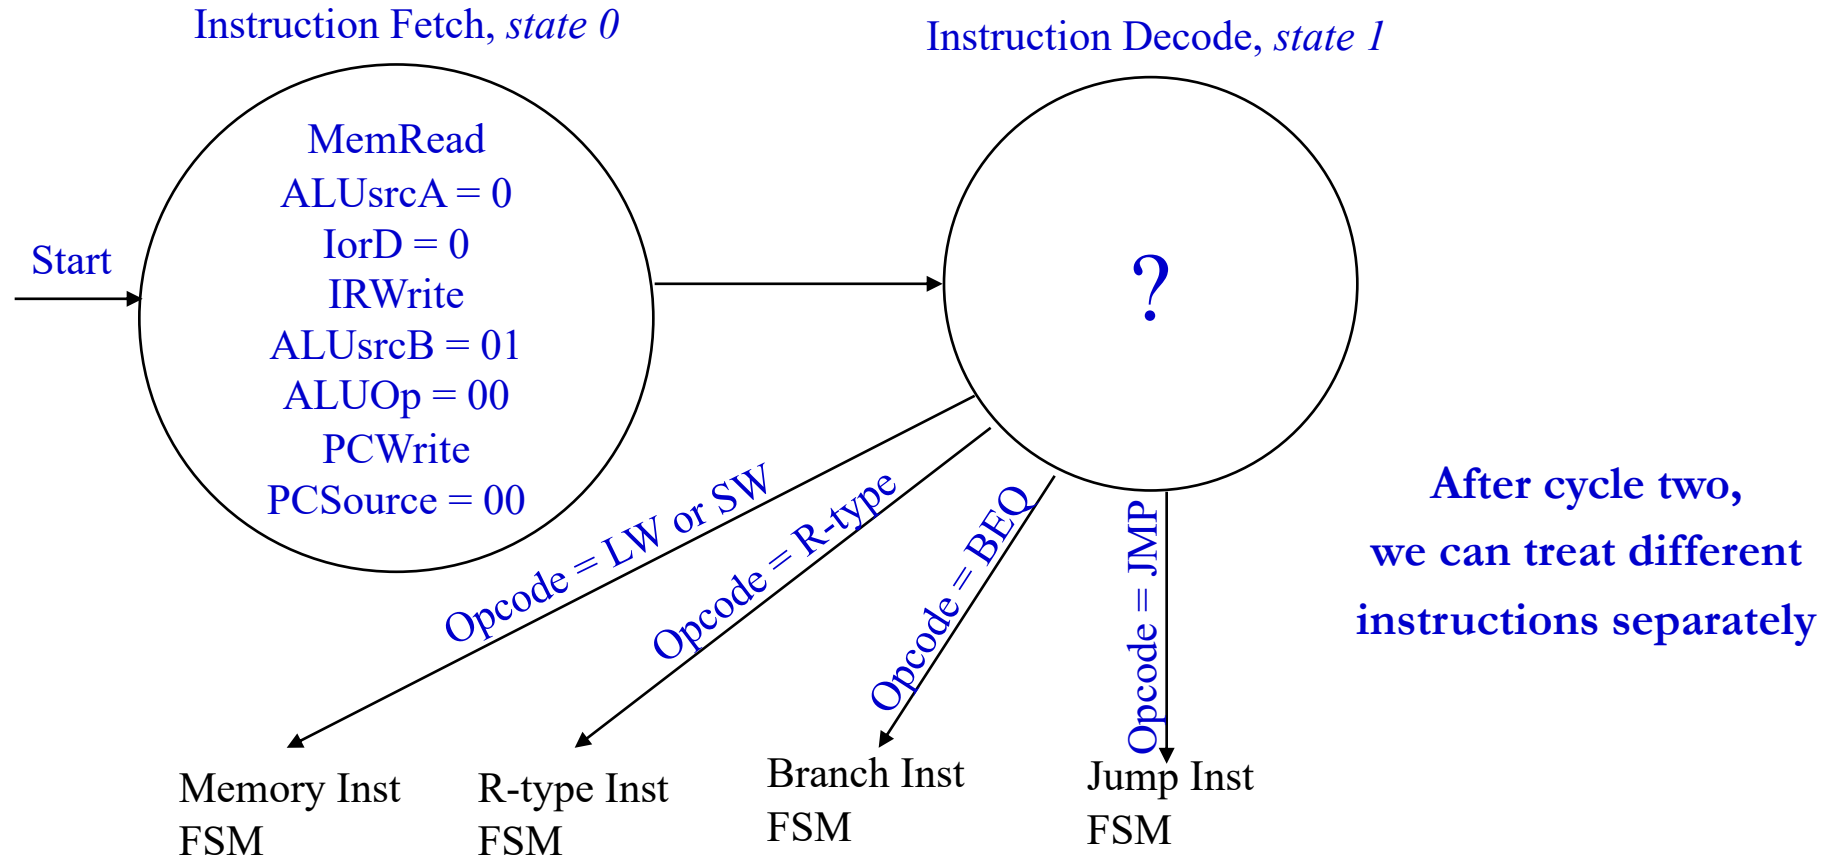 Instruction Fetch, state 0
Instruction Decode, state 1
Start
MemRead
ALUsrcA = 0
IorD = 0
IRWrite
ALUsrcB = 01
ALUOp = 00
PCWrite
PCSource = 00
?
Opcode = LW or SW
Opcode = R-type
Opcode = BEQ
Opcode = JMP
After cycle two,
we can treat different
instructions separately
Memory Inst
FSM
R-type Inst
FSM
Branch Inst
FSM
Jump Inst
FSM